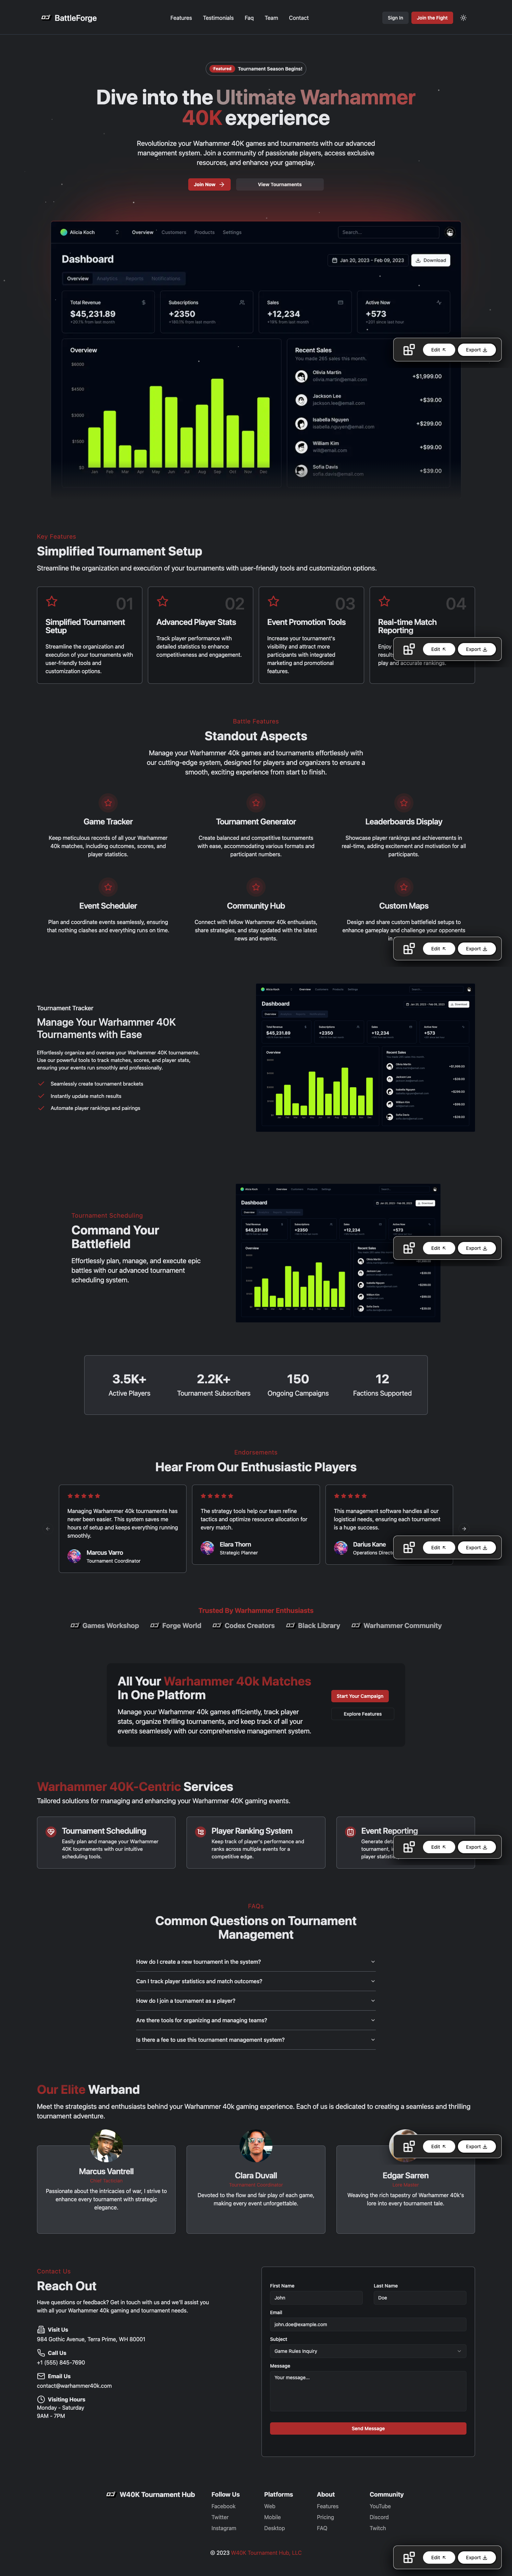 BattleForge
Features Testimonials Faq Team Contact
Sign In Join the Fight
Featured Tournament Season Begins!
Dive into the Ultimate Warhammer
40K experience
Revolutionize your Warhammer 40K games and tournaments with our advanced
management system. Join a community of passionate players, access exclusive
resources, and enhance your gameplay.
Join Now View Tournaments
Alicia Koch Overview Customers Products Settings Search...
Dashboard
Jan 20, 2023 - Feb 09, 2023 Download
Overview Analytics Reports Notifications
Total Revenue $
$45,231.89
+20.1% from last month
Subscriptions
+2350
+180.1% from last month
Sales
+12,234
+19% from last month
Active Now
+573
+201 since last hour
Edit Export
Overview
$6000
$4500
$3000
$1500
$0
Jan Feb Mar Apr May Jun Jul Aug Sep Oct Nov Dec
Recent Sales
You made 265 sales this month.
Olivia Martin
olivia.martin@email.com
+$1,999.00
Jackson Lee
jackson.lee@email.com
+$39.00
Isabella Nguyen
isabella.nguyen@email.com
+$299.00
William Kim
will@email.com
+$99.00
Sofia Davis
sofia.davis@email.com
+$39.00
Key Features
Simplified Tournament Setup
Streamline the organization and execution of your tournaments with user-friendly tools and customization options.
01
Simplified Tournament
Setup
Streamline the organization and
execution of your tournaments with
user-friendly tools and
customization options.
02
Advanced Player Stats
Track player performance with
detailed statistics to enhance
competitiveness and engagement.
03
Event Promotion Tools
Increase your tournament's
visibility and attract more
participants with integrated
marketing and promotional
features.
04
Real-time Match
Reporting
Enjoy
result
play and accurate rankings.
Edit Export
Battle Features
Standout Aspects
Manage your Warhammer 40k games and tournaments effortlessly with
our cutting-edge system, designed for players and organizers to ensure a
smooth, exciting experience from start to finish.
Game Tracker
Keep meticulous records of all your Warhammer
40k matches, including outcomes, scores, and
player statistics.
Tournament Generator
Create balanced and competitive tournaments
with ease, accommodating various formats and
participant numbers.
Leaderboards Display
Showcase player rankings and achievements in
real-time, adding excitement and motivation for all
participants.
Event Scheduler
Plan and coordinate events seamlessly, ensuring
that nothing clashes and everything runs on time.
Community Hub
Connect with fellow Warhammer 40k enthusiasts,
share strategies, and stay updated with the latest
news and events.
Custom Maps
Design and share custom battlefield setups to
enhance gameplay and challenge your opponents
in
Edit Export
Tournament Tracker
Manage Your Warhammer 40K
Tournaments with Ease
Effortlessly organize and oversee your Warhammer 40K tournaments.
Use our powerful tools to track matches, scores, and player stats,
ensuring your events run smoothly and professionally.
Seamlessly create tournament brackets
Instantly update match results
Automate player rankings and pairings
Dashboard
Overview
$45,231.89 +2350 +12,234 +573
Recent Sales
Tournament Scheduling
Command Your
Battlefield
Effortlessly plan, manage, and execute epic
battles with our advanced tournament
scheduling system.
Dashboard
$45,231.89 +2350 +12,234 +573
Overview
Recent Sales
Edit Export
3.5K+
Active Players
2.2K+
Tournament Subscribers
150
Ongoing Campaigns
12
Factions Supported
Endorsements
Hear From Our Enthusiastic Players
Managing Warhammer 40k tournaments has
never been easier. This system saves me
hours of setup and keeps everything running
smoothly.
Marcus Varro
Tournament Coordinator
The strategy tools help our team refine
tactics and optimize resource allocation for
every match.
Elara Thorn
Strategic Planner
This management software handles all our
logistical needs, ensuring each tournament
is a huge success.
Darius Kane
Operations Direct
Edit Export
Trusted By Warhammer Enthusiasts
Games Workshop Forge World Codex Creators Black Library Warhammer Community
All Your Warhammer 40k Matches
In One Platform
Manage your Warhammer 40k games efficiently, track player
stats, organize thrilling tournaments, and keep track of all your
events seamlessly with our comprehensive management system.
Start Your Campaign
Explore Features
Warhammer 40K-Centric Services
Tailored solutions for managing and enhancing your Warhammer 40K gaming events.
Tournament Scheduling
Easily plan and manage your Warhammer
40K tournaments with our intuitive
scheduling tools.
Player Ranking System
Keep track of player's performance and
ranks across multiple events for a
competitive edge.
Event Reporting
Generate det
tournament,
player statisti
Edit Export
FAQs
Common Questions on Tournament
Management
How do I create a new tournament in the system?
Can I track player statistics and match outcomes?
How do I join a tournament as a player?
Are there tools for organizing and managing teams?
Is there a fee to use this tournament management system?
Our Elite Warband
Meet the strategists and enthusiasts behind your Warhammer 40k gaming experience. Each of us is dedicated to creating a seamless and thrilling
tournament adventure.
Edit Export
Marcus Vantrell
Passionate about the intricacies of war, I strive to
enhance every tournament with strategic
elegance.
Clara Duvall
Devoted to the flow and fair play of each game,
making every event unforgettable.
Edgar Sarren
Weaving the rich tapestry of Warhammer 40k's
lore into every tournament tale.
Contact Us
Reach Out
Have questions or feedback? Get in touch with us and we'll assist you
with all your Warhammer 40k gaming and tournament needs.
Visit Us
984 Gothic Avenue, Terra Prime, WH 80001
Call Us
+1 (555) 845-7690
Email Us
contact@warhammer40k.com
Visiting Hours
Monday - Saturday
9AM - 7PM
First Name Last Name
John Doe
Email
john.doe@example.com
Subject
Game Rules Inquiry
Message
Your message...
Send Message
W40K Tournament Hub
Follow Us
Facebook
Twitter
Instagram
Platforms
Web
Mobile
Desktop
About
Features
Pricing
FAQ
Community
YouTube
Discord
Twitch
© 2023 W40K Tournament Hub, LLC
Edit Export